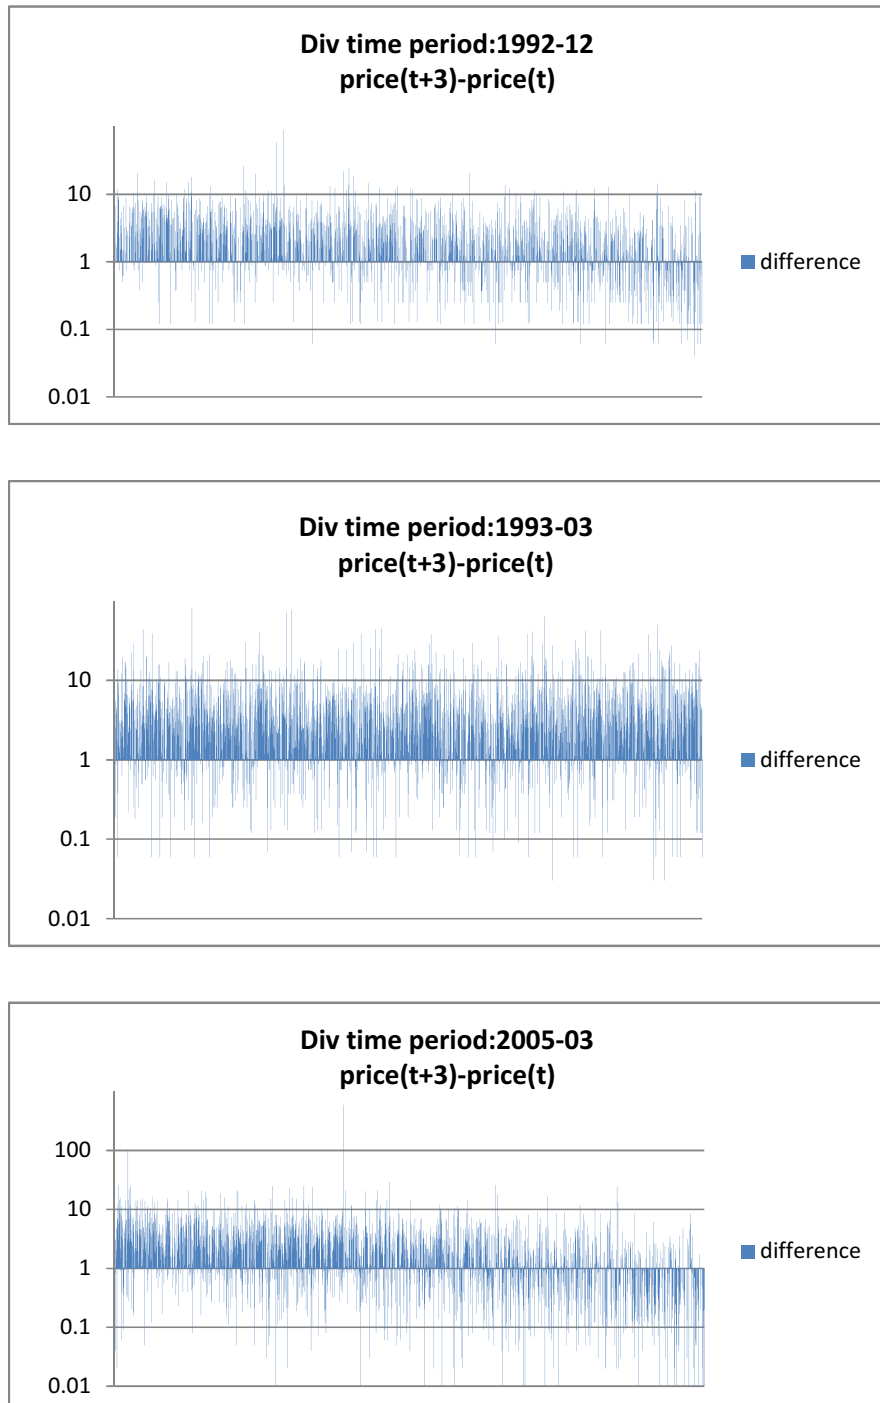 Div time period:1992-12
price(t+3)-price(t)
10
1
0.1
0.01
difference
Div time period:1993-03
price(t+3)-price(t)
10
1
0.1
0.01
difference
Div time period:2005-03
price(t+3)-price(t)
100
10
1
0.1
0.01
difference